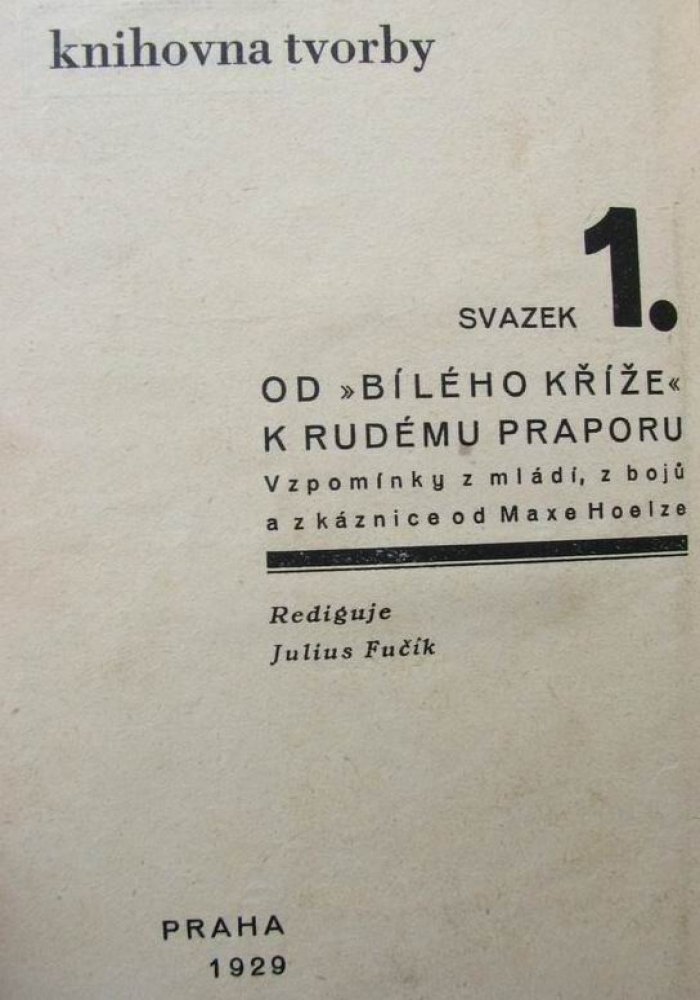 knihovna tvorby
SVAZEK 1.
OD »BÍLÉHO KŘÍŽE«
K RUDÉMU PRAPORU
Vzpomínky z mládí, z bojů
a z káznice od Maxe Hoelze
Rediguje
Julius Fučík
PRAHA
1929